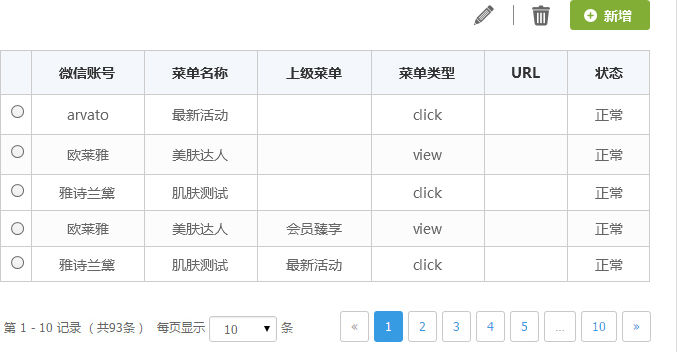 新增
微信账号 菜单名称 上级菜单 菜单类型 URL 状态
arvato 最新活动 click 正常
欧莱雅 美肤达人 view 正常
雅诗兰黛 肌肤测试 click 正常
欧莱雅 美肤达人 会员臻享 view 正常
雅诗兰黛 肌肤测试 最新活动 click 正常
第 1 - 10 记录 ( 共93条 ) 每页显示 10 条 « 1 2 3 4 5 ... 10 »